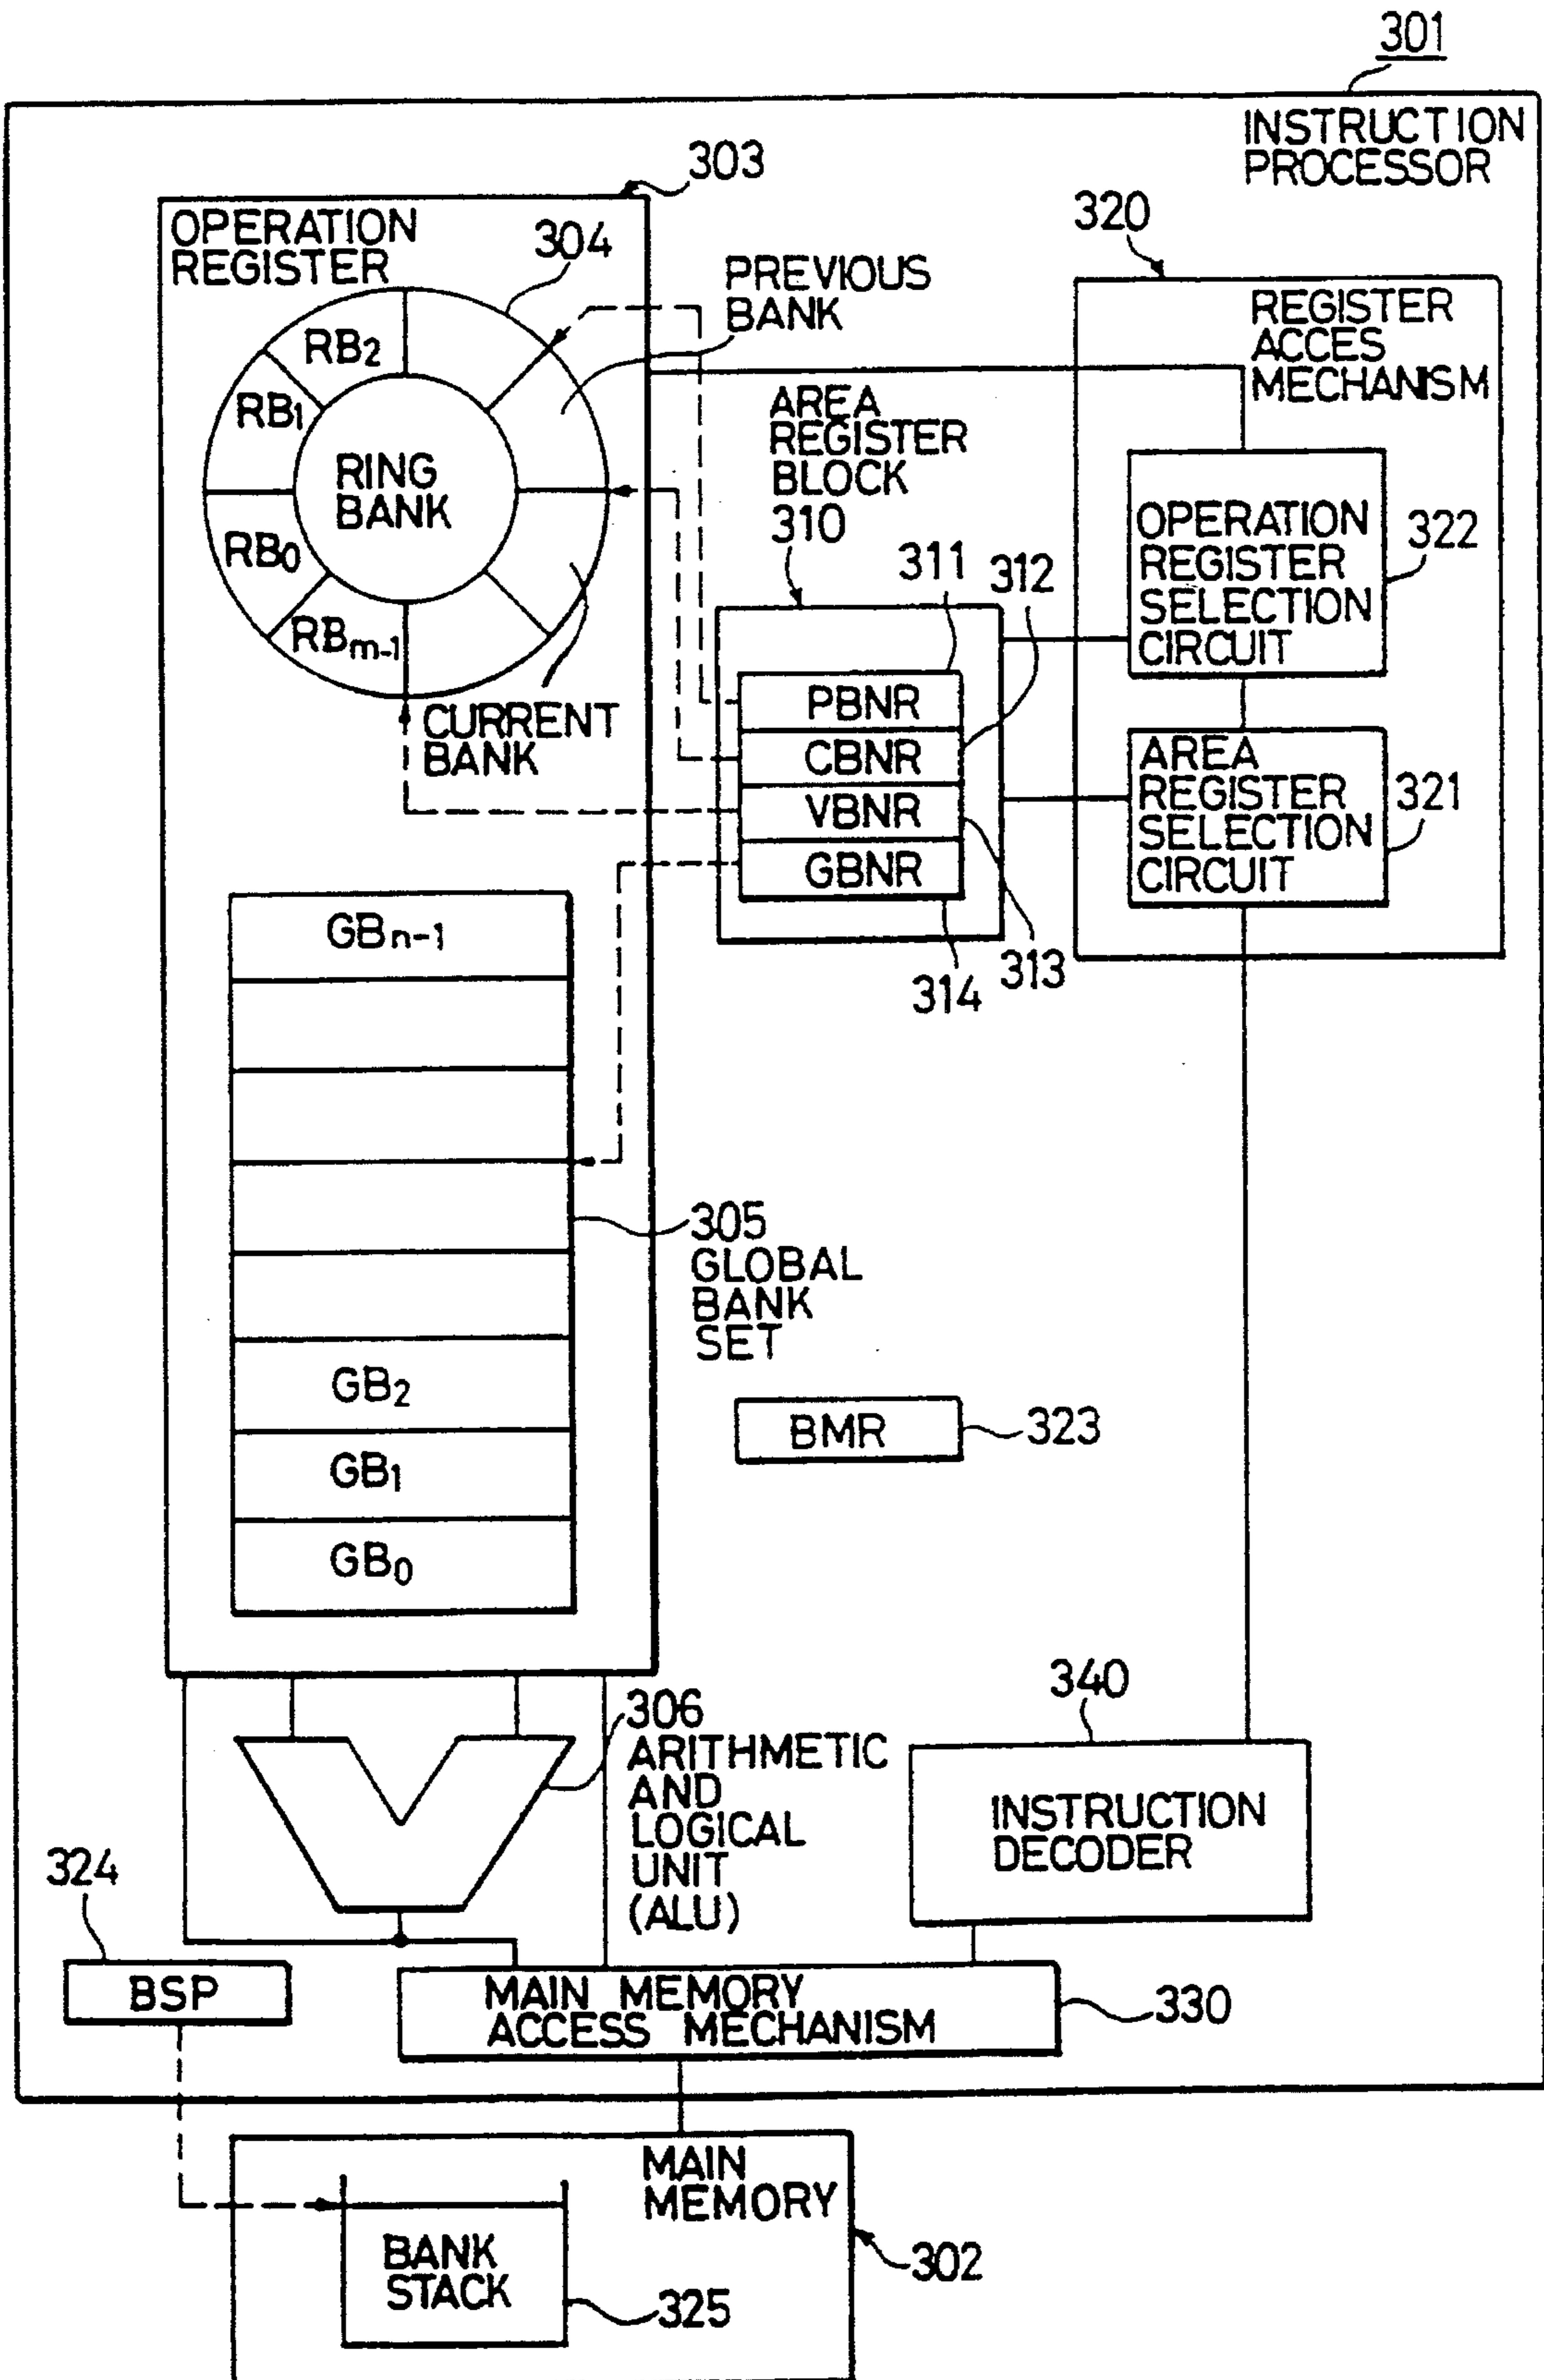 301
INSTRUCTION
PROCESSOR
303
OPERATION
REGISTER
304
PREVIOUS
BANK
320
REGISTER
ACCES
MECHANISM
RB2
RB1
RING
BANK
RB0
RBm-1
CURRENT
BANK
AREA
REGISTER
BLOCK
310
311
312
PBNR
CBNR
VBNR
GBNR
313
314
OPERATION
REGISTER
SELECTION
CIRCUIT
322
AREA
REGISTER
SELECTION
CIRCUIT
321
GBn-1
305
GLOBAL
BANK
SET
GB2
GB1
GB0
BMR
323
306
ARITHMETIC
AND
LOGICAL
UNIT
(ALU)
340
INSTRUCTION
DECODER
324
BSP
MAIN MEMORY
ACCESS MECHANISM
330
MAIN
MEMORY
302
BANK
STACK
325